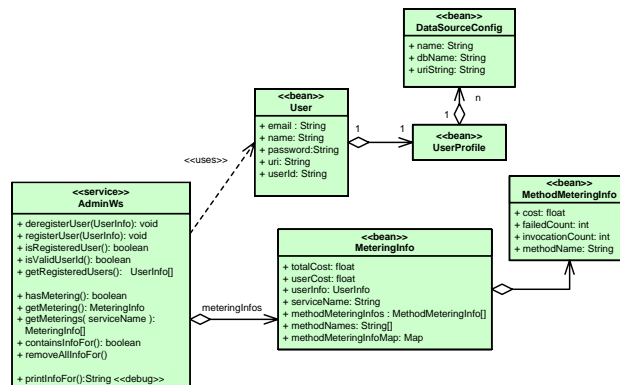 <<bean>>
DataSourceConfig
+ name: String
+ dbName: String
+ uriString: String
n
1
<<bean>>
User
+ email : String
+ name: String
+ password:String
+ uri: String
+ userId: String
1
1
<<bean>>
UserProfile
<<uses>>
<<service>>
AdminWs
+ deregisterUser(UserInfo): void
+ registerUser(UserInfo): void
+ isRegisteredUser(): boolean
+ isValidUserId(): boolean
+ getRegisteredUsers(): UserInfo[]
+ hasMetering(): boolean
+ getMetering(): MeteringInfo
+ getMeterings( serviceName ):
MeteringInfo[]
+ containsInfoFor(): boolean
+ removeAllInfoFor()
+ printInfoFor():String <<debug>>
meteringInfos
<<bean>>
MeteringInfo
+ totalCost: float
+ userCost: float
+ userInfo: UserInfo
+ serviceName: String
+ methodMeteringInfos : MethodMeteringInfo[]
+ methodNames: String[]
+ methodMeteringInfoMap: Map
<<bean>>
MethodMeteringInfo
+ cost: float
+ failedCount: int
+ invocationCount: int
+ methodName: String